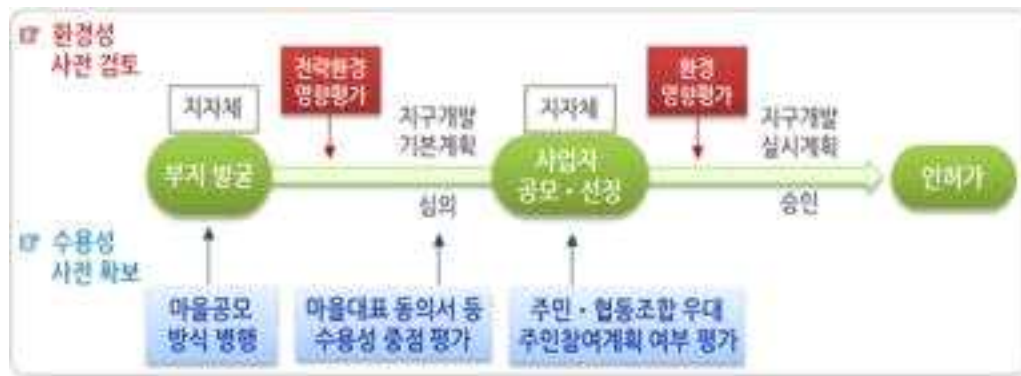 ☞ 환경성
사전 검토
전략환경
영향평가
환경
영향평가
지자체
지구개발
기본계획
지자체
지구개발
실시계획
부지 발굴
사업자
공모·선정
인허가
심의
승인
☞ 수용성
사전 확보
마을공모
방식 병행
마을대표 동의서 등
수용성 중점 평가
주민·협동조합 우대
주민참여계획 여부 평가